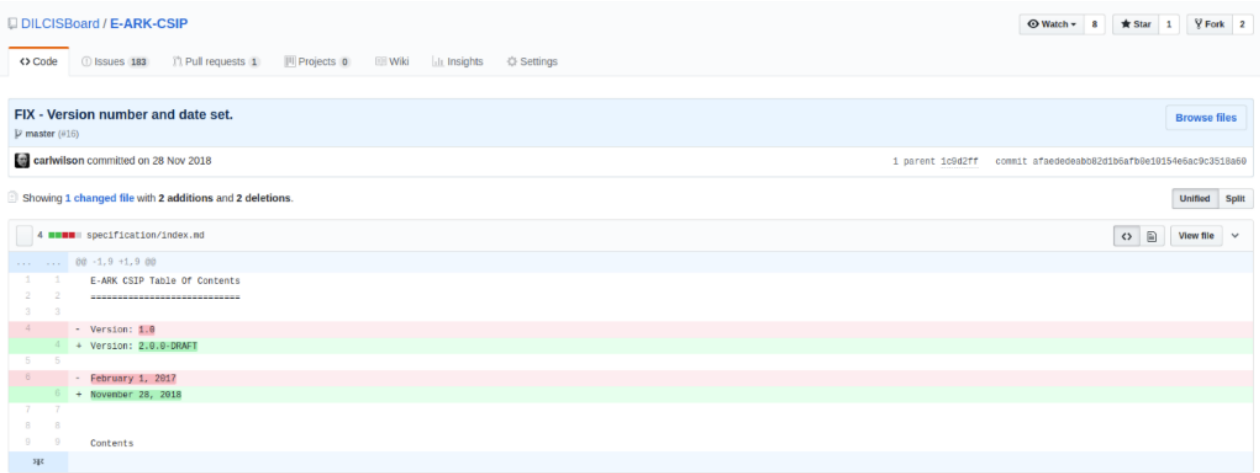 DILCISBoard / E-ARK-CSIP
Watch 8 Star 1 Fork 2
Code Issues 183 Pull requests 1 Projects 0 Wiki Insights Settings
FIX - Version number and date set.
Browse files
master (#16)
carlwilson committed on 28 Nov 2018
1 parent 1c9d2ff commit afaededeabb82d1b6afb0e10154e6ac9c3518a60
Showing 1 changed file with 2 additions and 2 deletions.
Unified Split
4 specification/index.md
View file
... ... @@ -1,9 +1,9 @@
1 1 E-ARK CSIP Table Of Contents
2 2 ============================
3 3
4 - Version: 1.0
4 + Version: 2.0.0-DRAFT
5 5
6 - February 1, 2017
6 + November 28, 2018
7 7
8 8
9 9 Contents